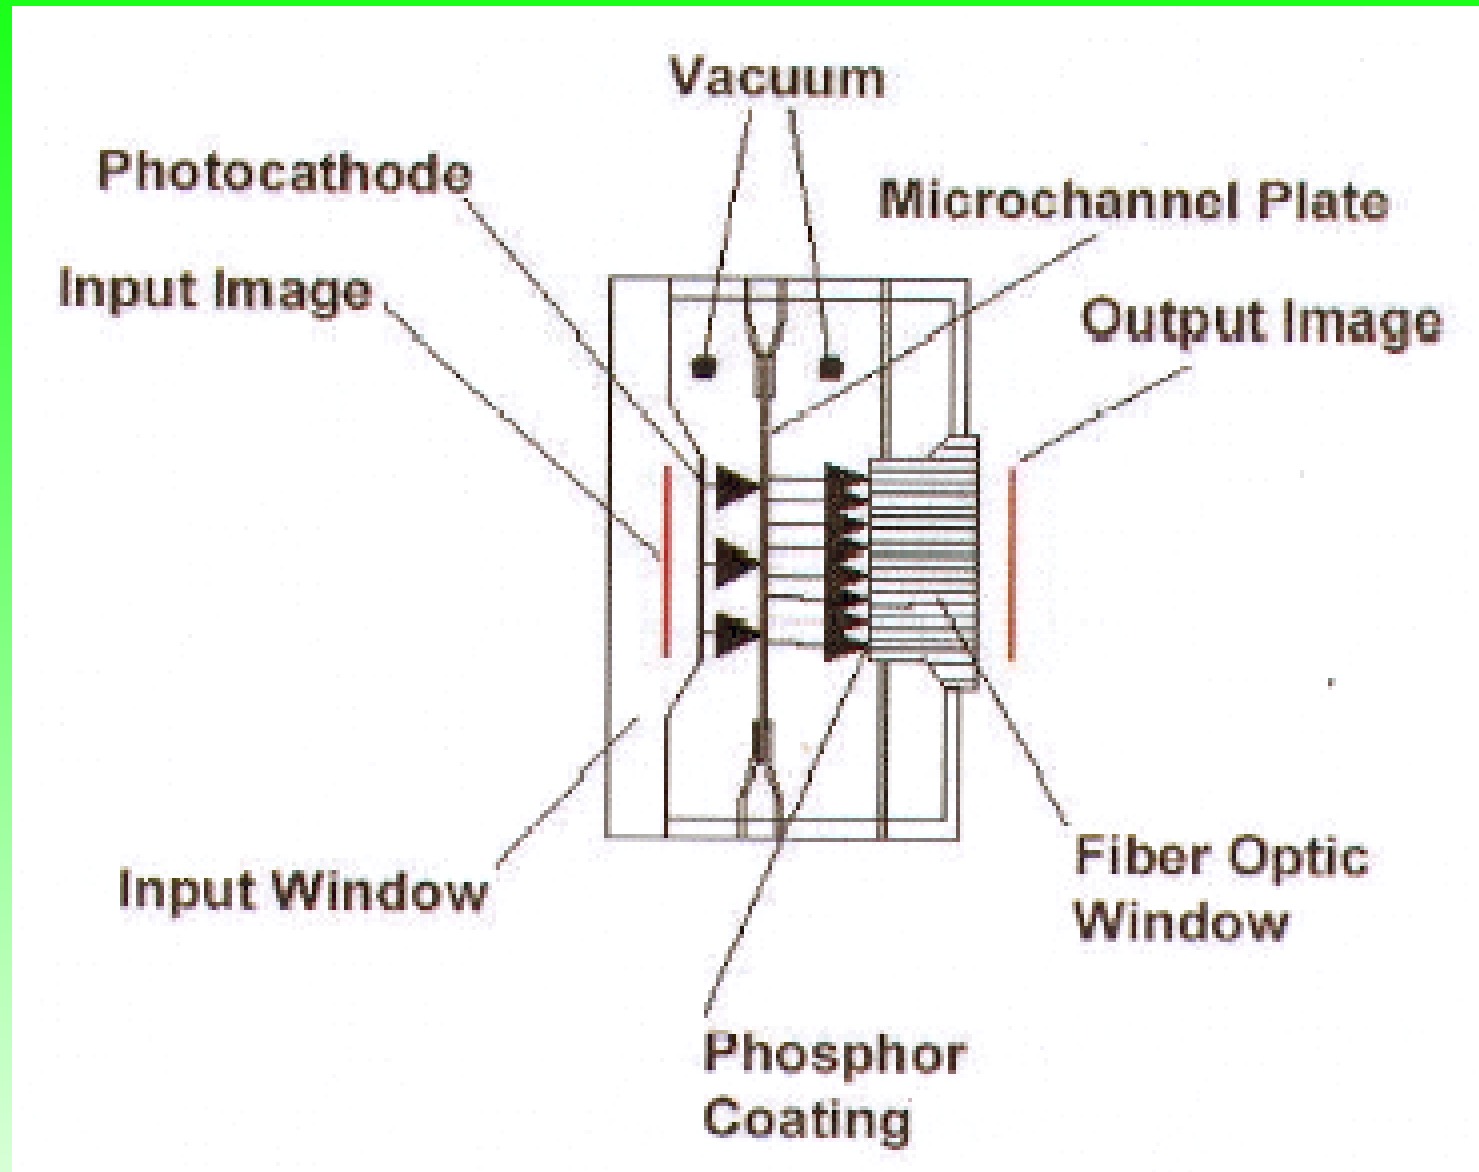 Vacuum
Photocathode
Microchannel Plate
Input Image
Output Image
Input Window
Fiber Optic
Window
Phosphor
Coating